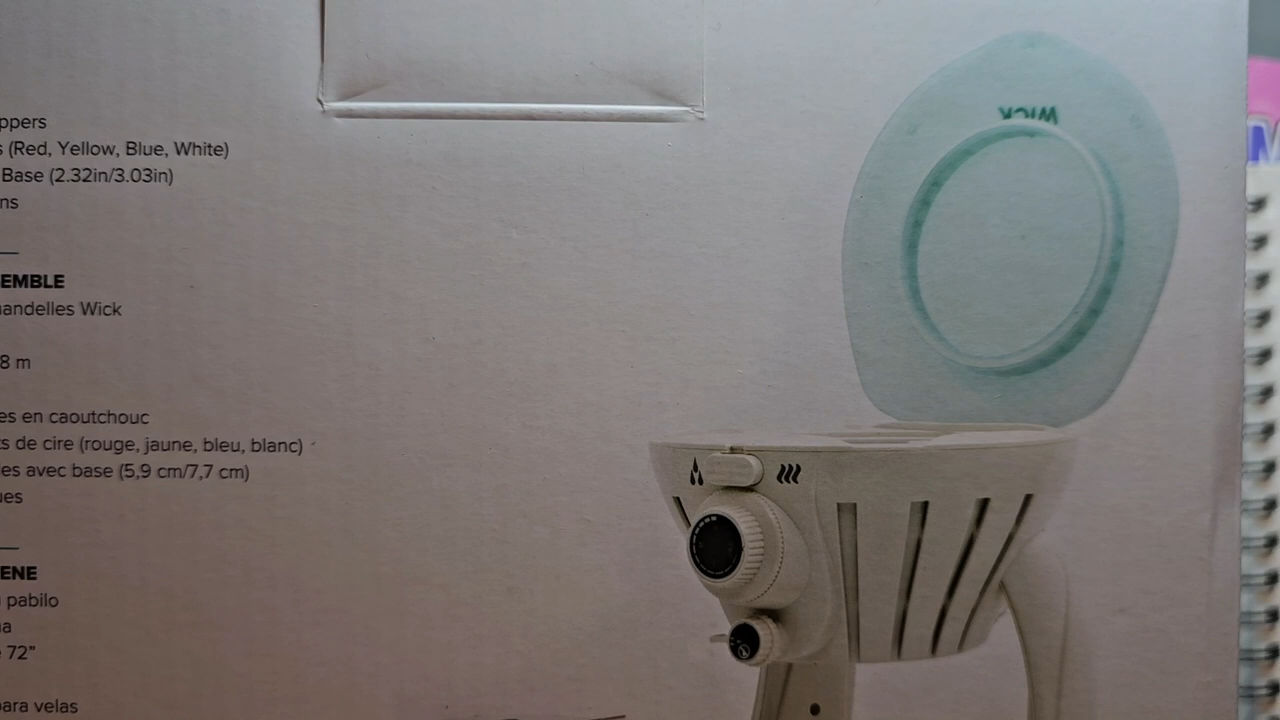 ppers
s (Red, Yellow, Blue, White)
Base (2.32in/3.03in)
ns
EMBLE
andelles Wick
8 m
es en caoutchouc
ts de cire (rouge, jaune, bleu, blanc)
les avec base (5,9 cm/7,7 cm)
ues
ENE
pabilo
a
72”
para velas
WICK
M